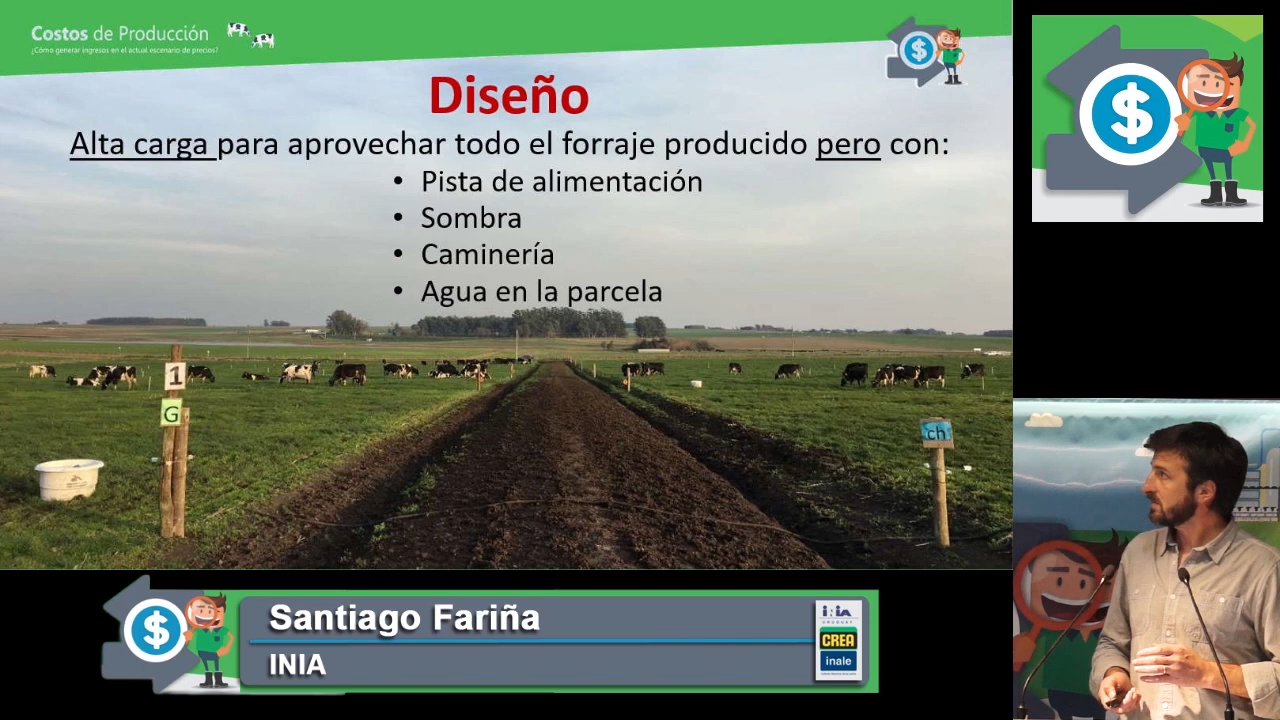 Costos de Producción
¿Cómo generar ingresos en el actual escenario de precios?
$
$
Diseño
Alta carga para aprovechar todo el forraje producido pero con:
• Pista de alimentación
• Sombra
• Caminería
• Agua en la parcela
1
G
ch
$
Santiago Fariña
INIA
INIA
URUGUAY
CREA
inale